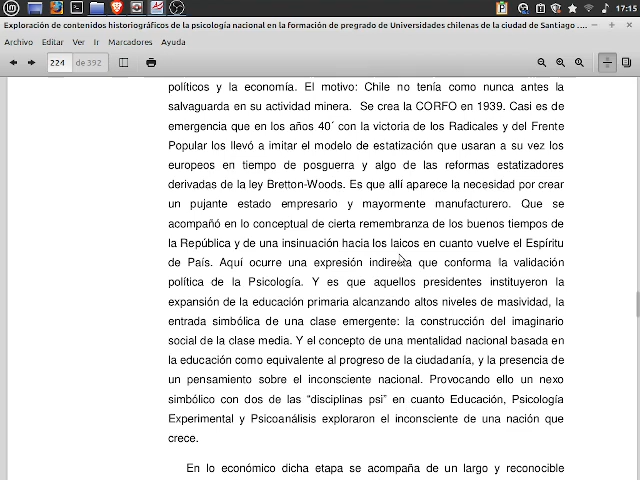 17:15
Exploración de contenidos historiográficos de la psicología nacional en la formación de pregrado de Universidades chilenas de la ciudad de Santiago ....
Archivo Editar Ver Ir Marcadores Ayuda
224 de 392
políticos y la economía. El motivo: Chile no tenía como nunca antes la
salvaguarda en su actividad minera. Se crea la CORFO en 1939. Casi es de
emergencia que en los años 40´ con la victoria de los Radicales y del Frente
Popular los llevó a imitar el modelo de estatización que usaran a su vez los
europeos en tiempo de posguerra y algo de las reformas estatizadores
derivadas de la ley Bretton-Woods. Es que allí aparece la necesidad por crear
un pujante estado empresario y mayormente manufacturero. Que se
acompañó en lo conceptual de cierta remembranza de los buenos tiempos de
la República y de una insinuación hacia los laicos en cuanto vuelve el Espíritu
de País. Aquí ocurre una expresión indirecta que conforma la validación
política de la Psicología. Y es que aquellos presidentes instituyeron la
expansión de la educación primaria alcanzando altos niveles de masividad, la
entrada simbólica de una clase emergente: la construcción del imaginario
social de la clase media. Y el concepto de una mentalidad nacional basada en
la educación como equivalente al progreso de la ciudadanía, y la presencia de
un pensamiento sobre el inconsciente nacional. Provocando ello un nexo
simbólico con dos de las “disciplinas psi” en cuanto Educación, Psicología
Experimental y Psicoanálisis exploraron el inconsciente de una nación que
crece.
En lo económico dicha etapa se acompaña de un largo y reconocible